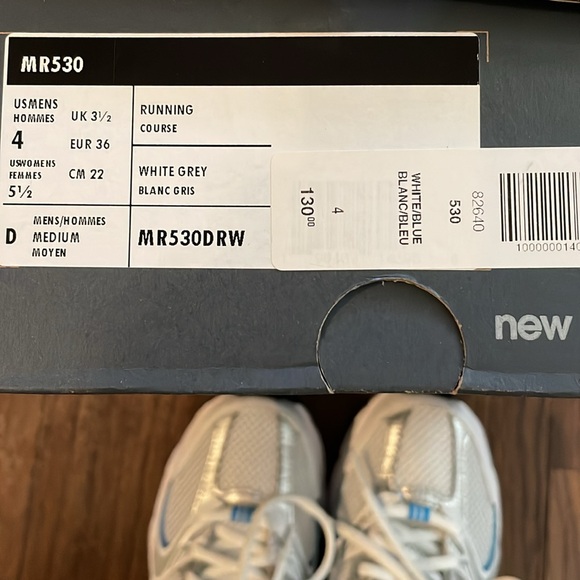 MR530
USMENS
HOMMES
4
UK 3½
EUR 36
USWOMENS
FEMMES
5½
CM 22
RUNNING
COURSE
WHITE GREY
BLANC GRIS
D
MENS/HOMMES
MEDIUM
MOYEN
MR530DRW
130.00
4
WHITE/BLUE
BLANC/BLEU
530
82640
100000014
new